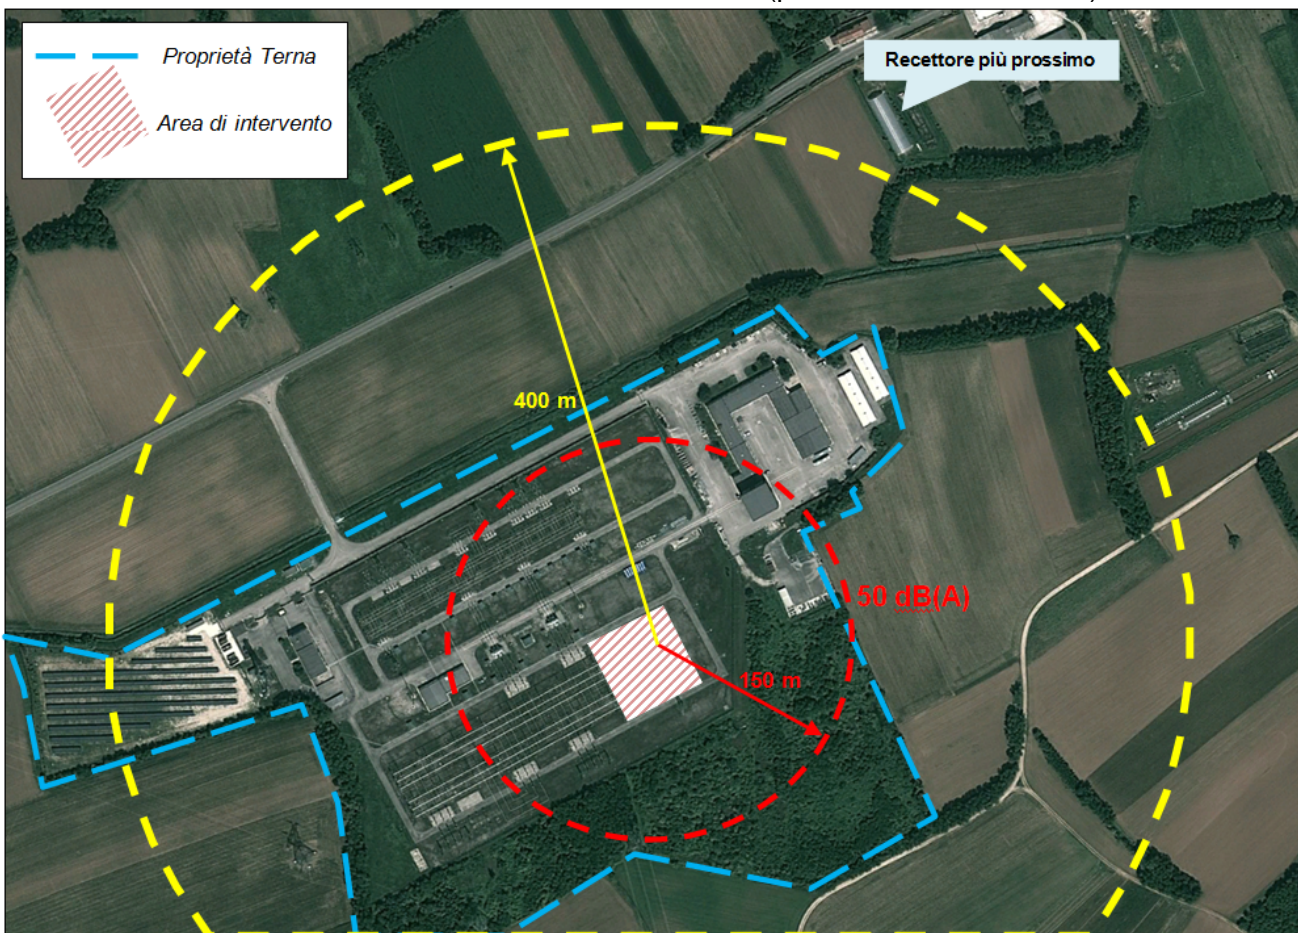 Proprietà Terna
Area di intervento
Recettore più prossimo
400 m
50 dB(A)
150 m